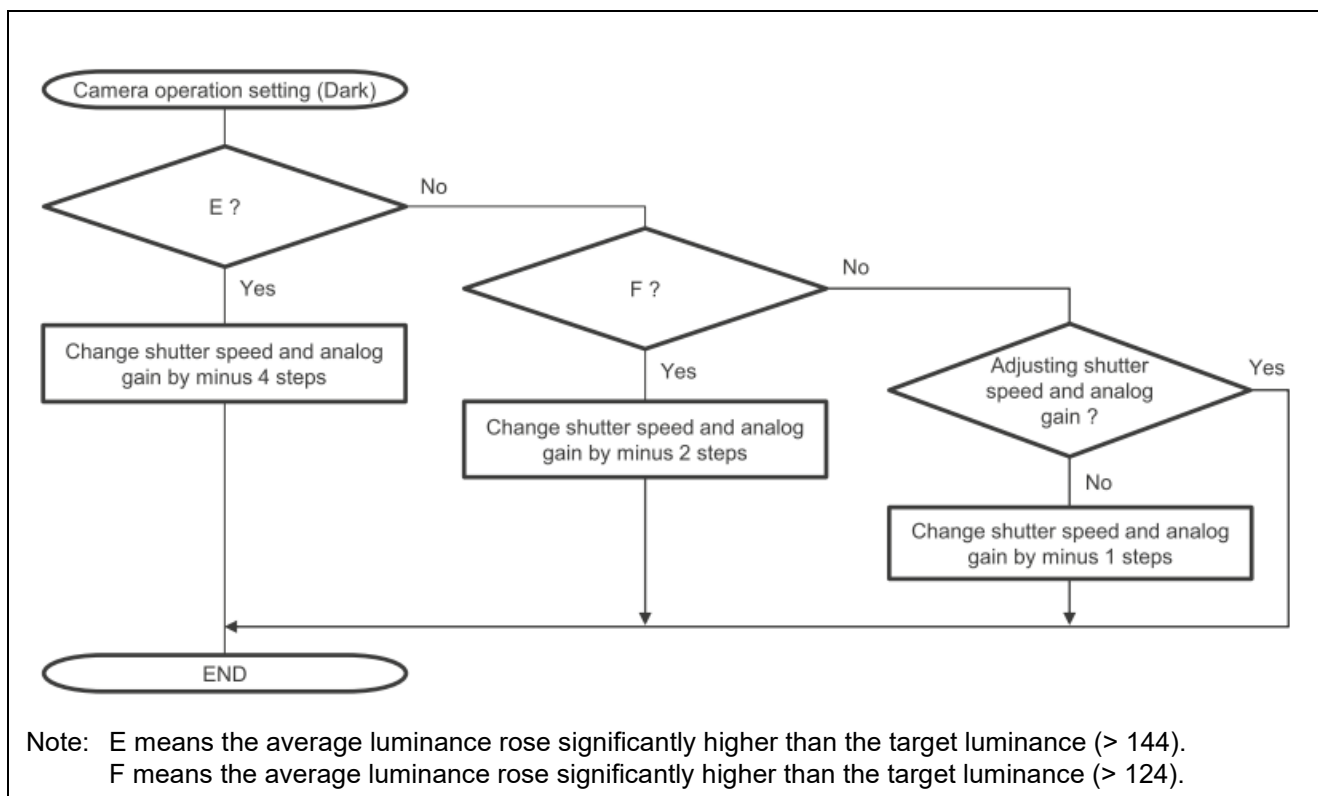 Camera operation setting (Dark)
E ?
No
Yes
Change shutter speed and analog
gain by minus 4 steps
F ?
No
Yes
Change shutter speed and analog
gain by minus 2 steps
Adjusting shutter
speed and analog
gain ?
Yes
No
Change shutter speed and analog
gain by minus 1 steps
END
Note: E means the average luminance rose significantly higher than the target luminance (> 144).
F means the average luminance rose significantly higher than the target luminance (> 124).